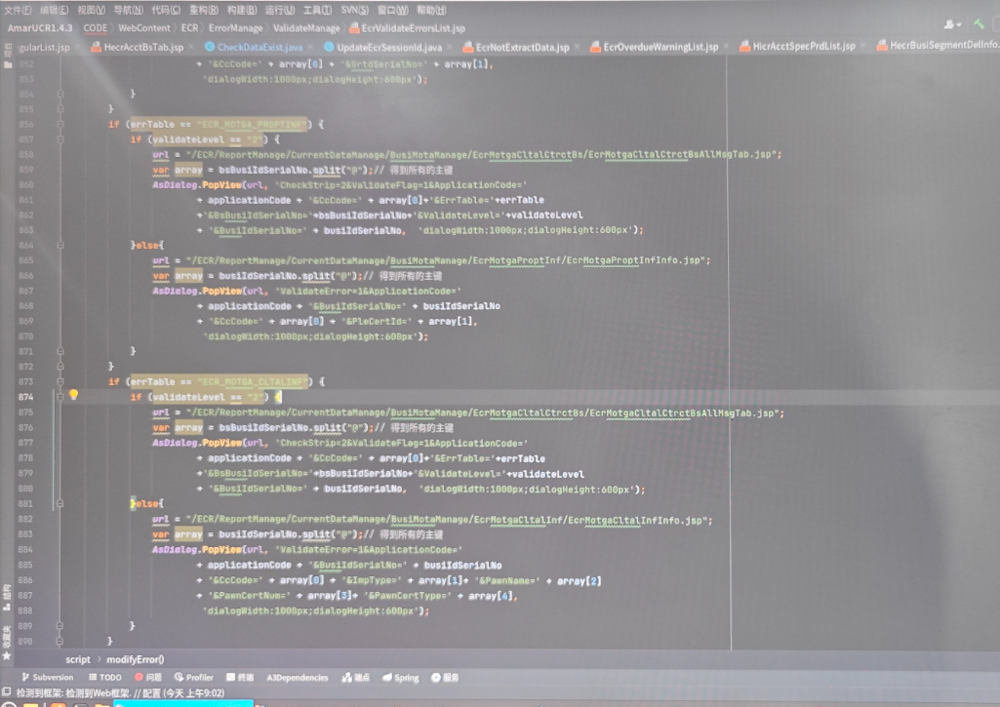 文件(F) 编辑(E) 视图(V) 导航(N) 代码(C) 重构(R) 构建(B) 运行(U) 工具(T) SVN(S) 窗口(W) 帮助(H)
AmarUCR1.4.3 CODE WebContent ECR ErrorManage ValidateManage EcrValidateErrorsList.jsp
gularList.jsp HecrAcctBsTab.jsp CheckDataExist.java UpdateEcrSessionId.java EcrNotExtractData.jsp EcrOverdueWarningList.jsp HicrAcctSpecPrdList.jsp HecrBusiSegmentDelInfo.
852 + '&CcCode=' + array[0] + '&GrtdSerialNo=' + array[1],
853 'dialogWidth:1000px;dialogHeight:600px');
854 }
855 }
856 if (errTable == "ECR_MOTGA_PROPTINF") {
857 if (validateLevel == "2") {
858 url = "/ECR/ReportManage/CurrentDataManage/BusiMotaManage/EcrMotgaCltalCtrctBs/EcrMotgaCltalCtrctBsAllMsgTab.jsp";
859 var array = bsBusiIdSerialNo.split("@");// 得到所有的主键
860 AsDialog.PopView(url, 'CheckStrip=2&ValidateFlag=1&ApplicationCode='
861 + applicationCode + '&CcCode=' + array[0]+'&ErrTable='+errTable
862 +'&BsBusiIdSerialNo='+bsBusiIdSerialNo+'&ValidateLevel='+validateLevel
863 + '&BusiIdSerialNo=' + busiIdSerialNo, 'dialogWidth:1000px;dialogHeight:600px');
864 }else{
865 url = "/ECR/ReportManage/CurrentDataManage/BusiMotaManage/EcrMotgaProptInf/EcrMotgaProptInfInfo.jsp";
866 var array = busiIdSerialNo.split("@");// 得到所有的主键
867 AsDialog.PopView(url, 'ValidateError=1&ApplicationCode='
868 + applicationCode + '&BusiIdSerialNo=' + busiIdSerialNo
869 + '&CcCode=' + array[0] + '&PleCertId=' + array[1],
870 'dialogWidth:1000px;dialogHeight:600px');
871 }
872 }
873 if (errTable == "ECR_MOTGA_CLTALINF") {
874 if (validateLevel == "2") {
875 url = "/ECR/ReportManage/CurrentDataManage/BusiMotaManage/EcrMotgaCltalCtrctBs/EcrMotgaCltalCtrctBsAllMsgTab.jsp";
876 var array = bsBusiIdSerialNo.split("@");// 得到所有的主键
877 AsDialog.PopView(url, 'CheckStrip=2&ValidateFlag=1&ApplicationCode='
878 + applicationCode + '&CcCode=' + array[0]+'&ErrTable='+errTable
879 +'&BsBusiIdSerialNo='+bsBusiIdSerialNo+'&ValidateLevel='+validateLevel
880 + '&BusiIdSerialNo=' + busiIdSerialNo, 'dialogWidth:1000px;dialogHeight:600px');
881 }else{
882 url = "/ECR/ReportManage/CurrentDataManage/BusiMotaManage/EcrMotgaCltalInf/EcrMotgaCltalInfInfo.jsp";
883 var array = busiIdSerialNo.split("@");// 得到所有的主键
884 AsDialog.PopView(url, 'ValidateError=1&ApplicationCode='
885 + applicationCode + '&BusiIdSerialNo=' + busiIdSerialNo
886 + '&CcCode=' + array[0] + '&ImpType=' + array[1]+ '&PawnName=' + array[2]
887 + '&PawnCertNum=' + array[3]+ '&PawnCertType=' + array[4],
888 'dialogWidth:1000px;dialogHeight:600px');
889 }
890 }
结构
收藏夹
script modifyError()
Subversion TODO 问题 Profiler 终端 A3Dependencies 端点 Spring 服务
检测到框架: 检测到Web框架. // 配置 (今天 上午9:02)